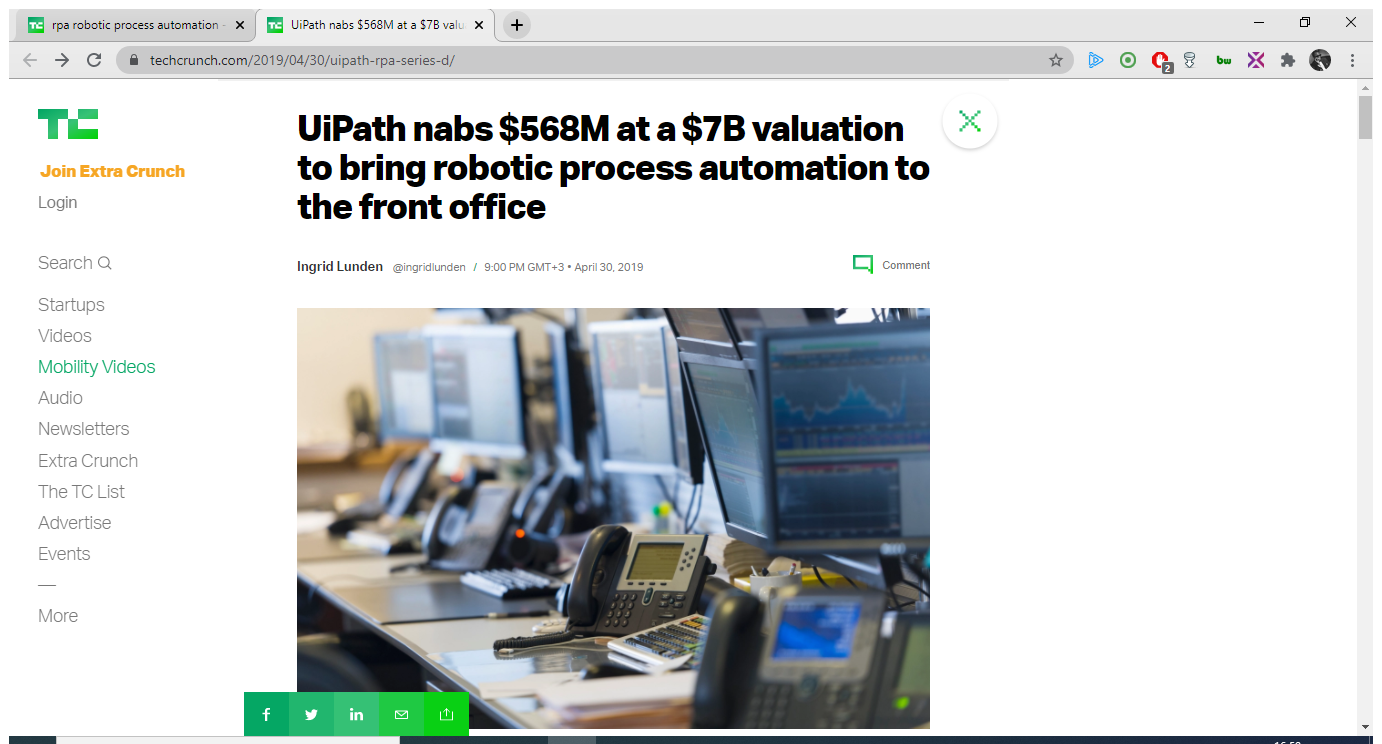 rpa robotic process automation -
UiPath nabs $568M at a $7B valu
techcrunch.com/2019/04/30/uipath-rpa-series-d/
2
bw
TC
Join Extra Crunch
Login
Search
Startups
Videos
Mobility Videos
Audio
Newsletters
Extra Crunch
The TC List
Advertise
Events
—
More
UiPath nabs $568M at a $7B valuation
to bring robotic process automation to
the front office
Ingrid Lunden @ingridlunden / 9:00 PM GMT+3 • April 30, 2019
Comment